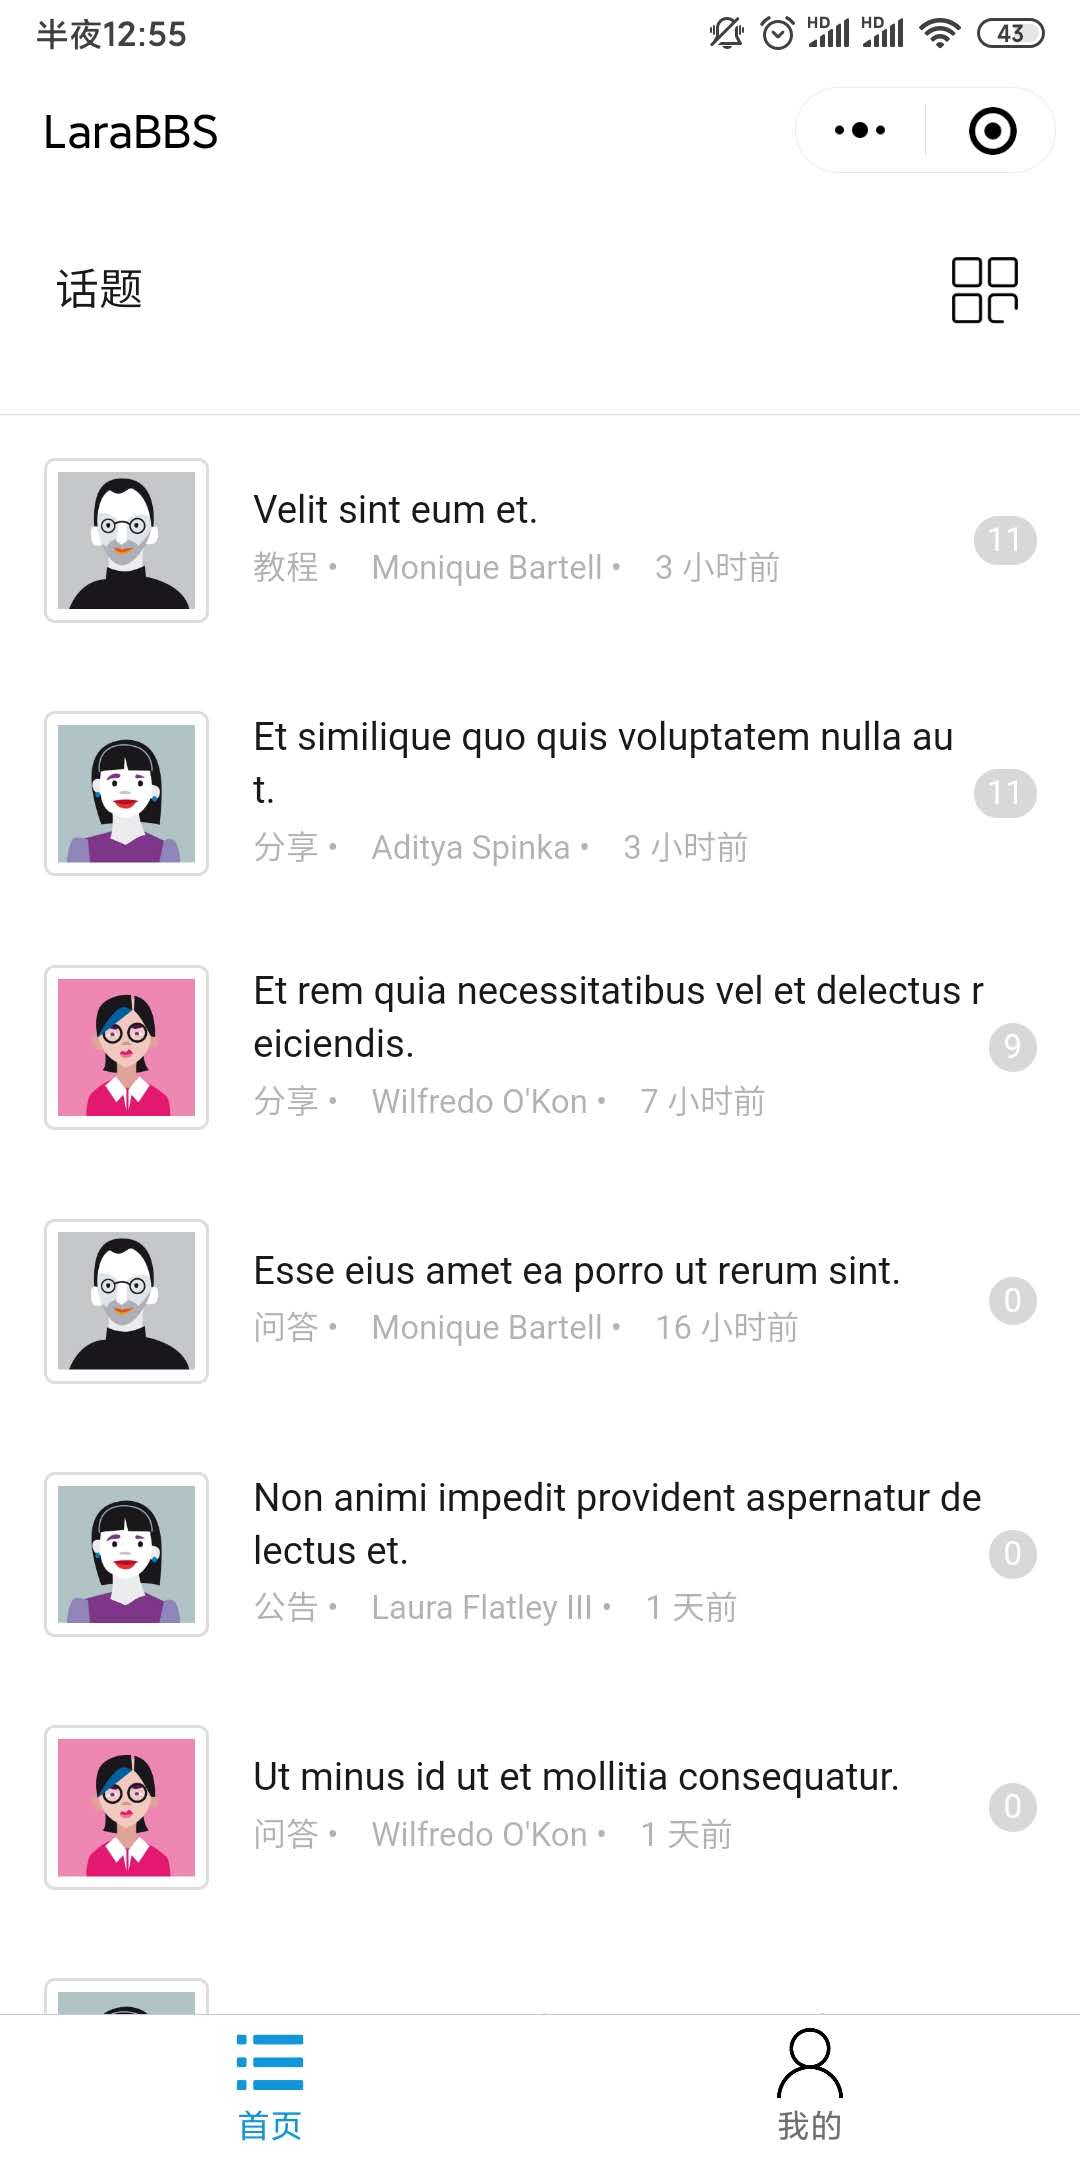 半夜12:55
HD HD 43
LaraBBS
话题
Velit sint eum et.
教程 • Monique Bartell • 3 小时前
11
Et similique quo quis voluptatem nulla au
t.
分享 • Aditya Spinka • 3 小时前
11
Et rem quia necessitatibus vel et delectus r
eiciendis.
分享 • Wilfredo O'Kon • 7 小时前
9
Esse eius amet ea porro ut rerum sint.
问答 • Monique Bartell • 16 小时前
0
Non animi impedit provident aspernatur de
lectus et.
公告 • Laura Flatley III • 1 天前
0
Ut minus id ut et mollitia consequatur.
问答 • Wilfredo O'Kon • 1 天前
0
首页
我的